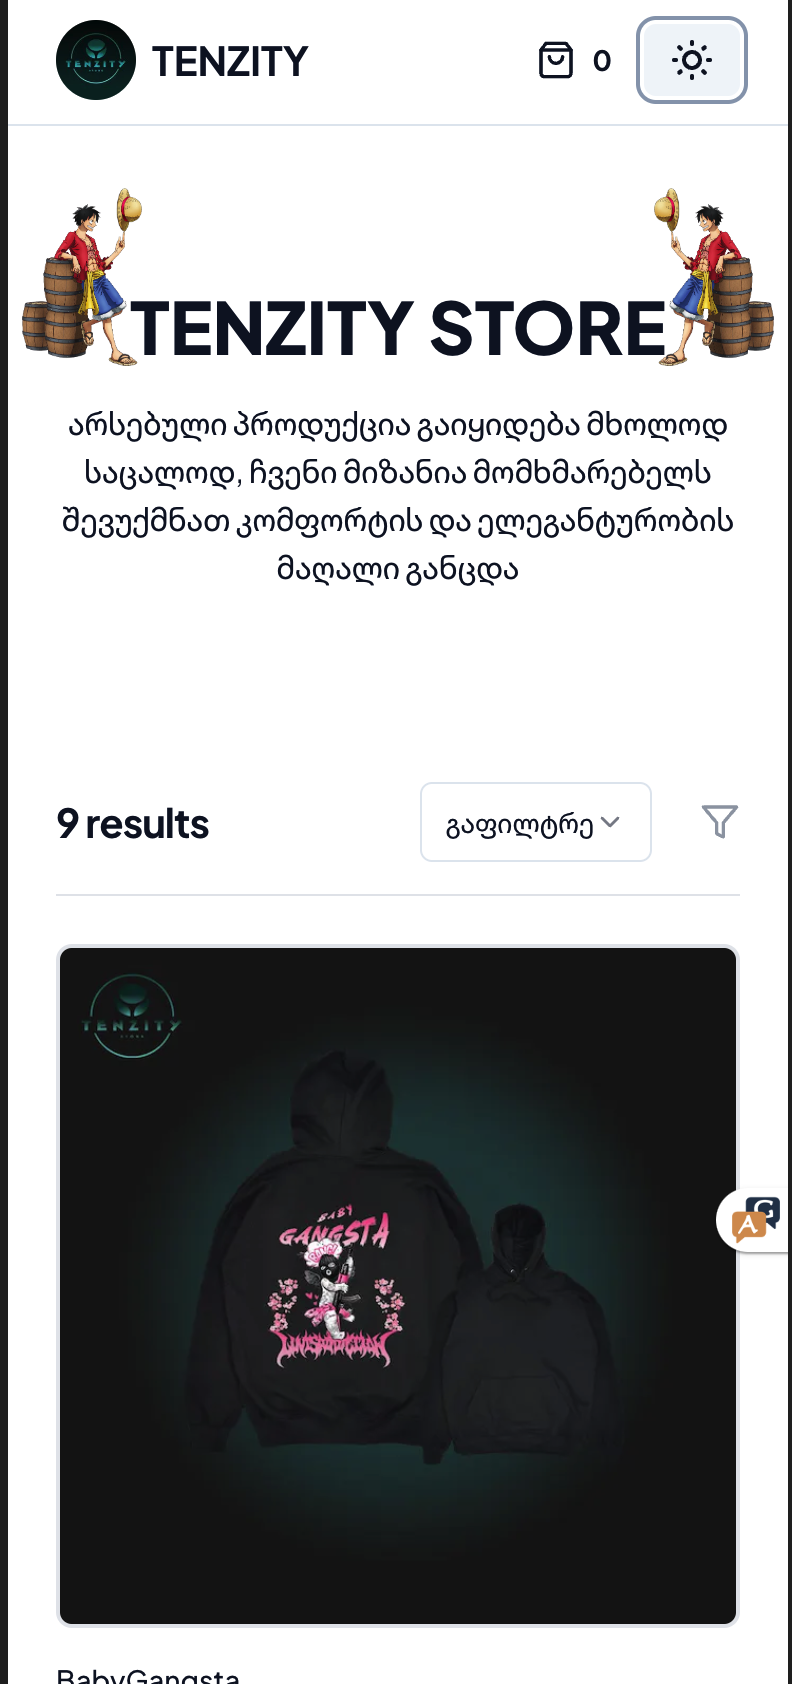 TENZITY
TENZITY
0
TENZITY STORE
არსებული პროდუქცია გაიყიდება მხოლოდ
საცალოდ, ჩვენი მიზანია მომხმარებელს
შევუქმნათ კომფორტის და ელეგანტურობის
მაღალი განცდა
9 results
გაფილტრე
TENZITY
BABY
GANGSTA
A G
BabyGangsta